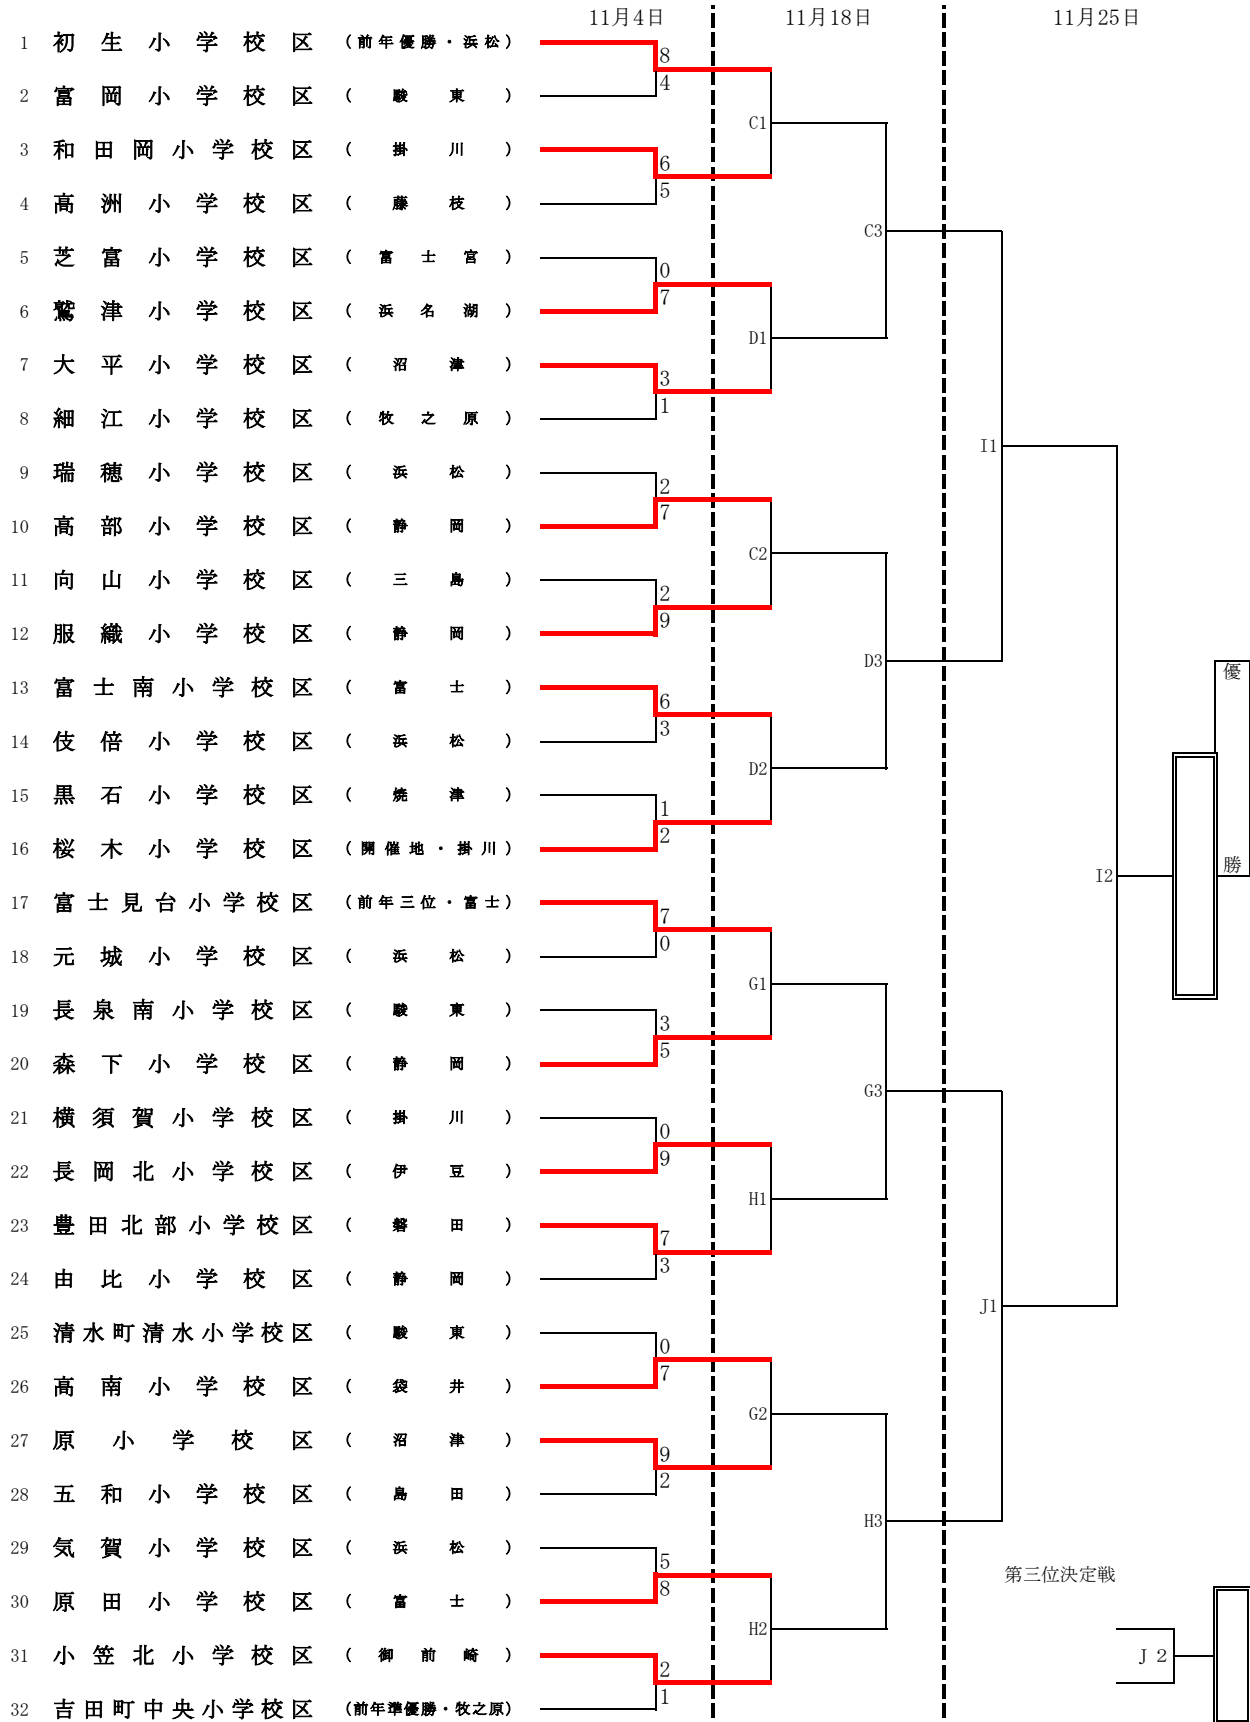 11月4日 11月18日 11月25日
1 初生小学校区 (前年優勝・浜松)
8
4
2 富岡小学校区 (駿東)
C1
3 和田岡小学校区 (掛川)
6
5
4 高洲小学校区 (藤枝)
C3
5 芝富小学校区 (富士宮)
0
7
6 鷲津小学校区 (浜名湖)
D1
7 大平小学校区 (沼津)
3
1
8 細江小学校区 (牧之原)
I1
9 瑞穂小学校区 (浜松)
2
7
10 高部小学校区 (静岡)
C2
11 向山小学校区 (三島)
2
9
12 服織小学校区 (静岡)
D3
優
13 富士南小学校区 (富士)
6
3
14 伎倍小学校区 (浜松)
D2
15 黒石小学校区 (焼津)
1
2
16 桜木小学校区 (開催地・掛川)
勝
I2
17 富士見台小学校区 (前年三位・富士)
7
0
18 元城小学校区 (浜松)
G1
19 長泉南小学校区 (駿東)
3
5
20 森下小学校区 (静岡)
G3
21 横須賀小学校区 (掛川)
0
9
22 長岡北小学校区 (伊豆)
H1
23 豊田北部小学校区 (磐田)
7
3
24 由比小学校区 (静岡)
J1
25 清水町清水小学校区 (駿東)
0
7
26 高南小学校区 (袋井)
G2
27 原小学校区 (沼津)
9
2
28 五和小学校区 (島田)
H3
29 気賀小学校区 (浜松)
5
8
第三位決定戦
30 原田小学校区 (富士)
H2
31 小笠北小学校区 (御前崎)
J 2
2
1
32 吉田町中央小学校区 (前年準優勝・牧之原)